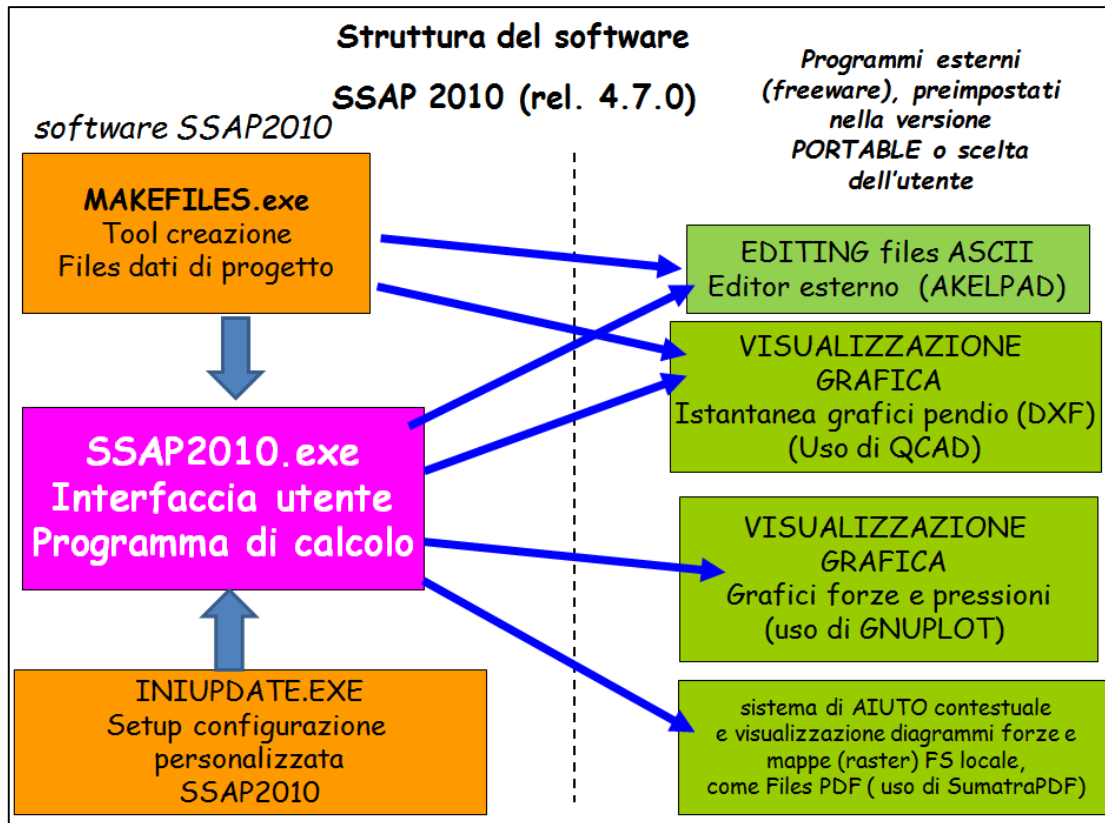 Struttura del software
SSAP 2010 (rel. 4.7.0)
Programmi esterni
(freeware), preimpostati
nella versione
PORTABLE o scelta
dell'utente
software SSAP2010
MAKEFILES.exe
Tool creazione
Files dati di progetto
SSAP2010.exe
Interfaccia utente
Programma di calcolo
INIUPDATE.EXE
Setup configurazione
personalizzata
SSAP2010
EDITING files ASCII
Editor esterno (AKELPAD)
VISUALIZZAZIONE
GRAFICA
Istantanea grafici pendio (DXF)
(Uso di QCAD)
VISUALIZZAZIONE
GRAFICA
Grafici forze e pressioni
(uso di GNUPLOT)
sistema di AIUTO contestuale
e visualizzazione diagrammi forze e
mappe (raster) FS locale,
come Files PDF ( uso di SumatraPDF)